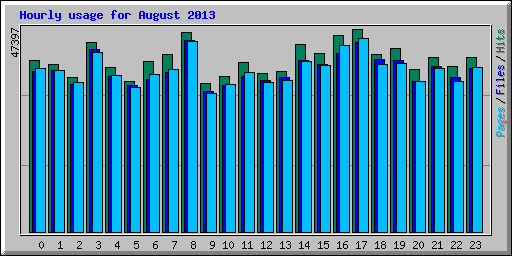 Hourly usage for August 2013
47397
Pages / Files / Hits
0 1 2 3 4 5 6 7 8 9 10 11 12 13 14 15 16 17 18 19 20 21 22 23